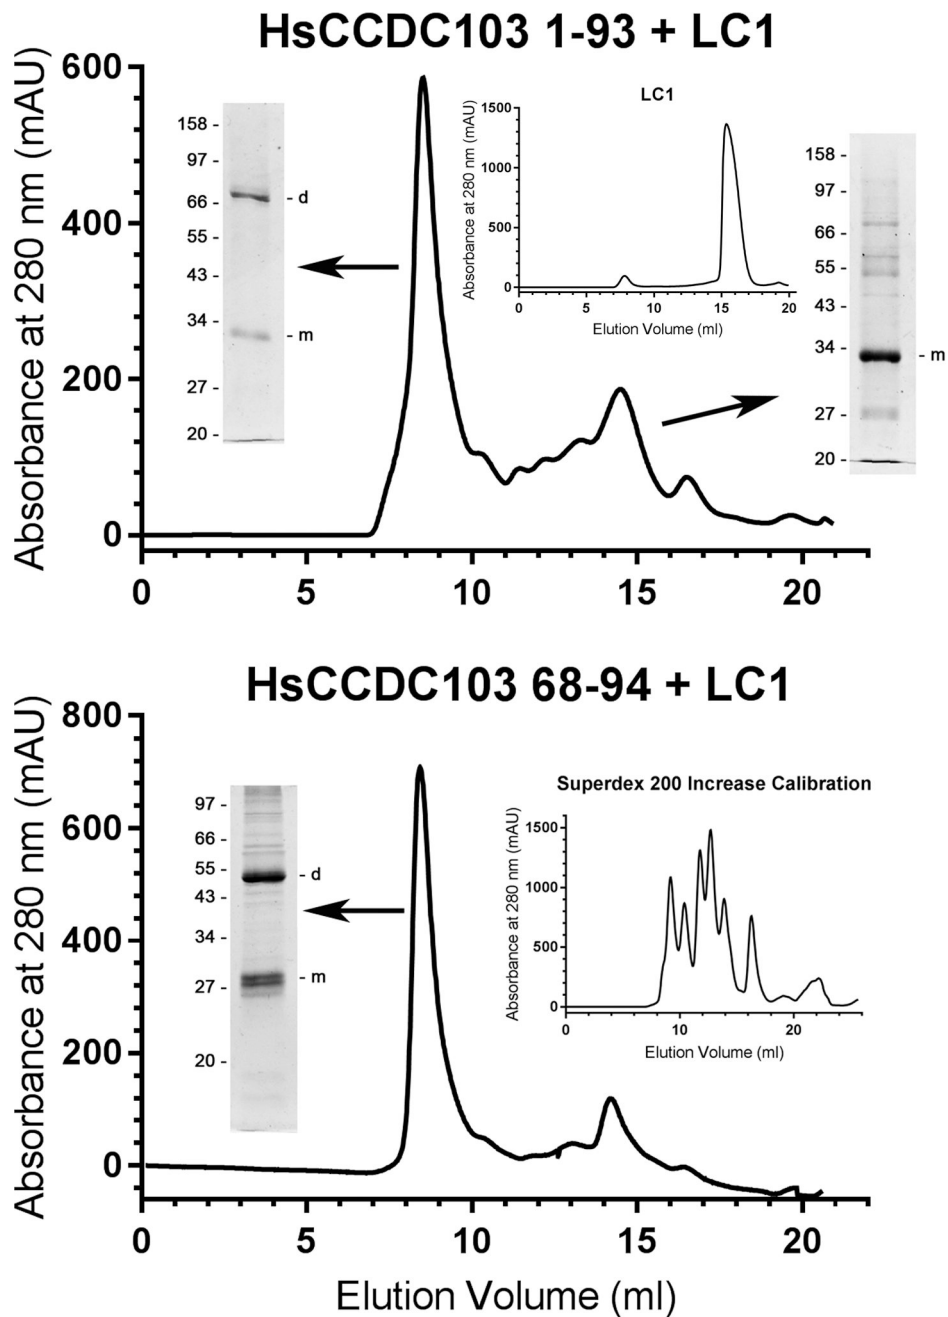 HsCCDC103 1-93 + LC1
Absorbance at 280 nm (mAU)
600
400
200
0
0 5 10 15 20
158 -
97 -
66 -
55 -
43 -
34 -
27 -
20 -
- d
- m
LC1
Absorbance at 280 nm (mAU)
1500
1000
500
0
0 5 10 15 20
Elution Volume (ml)
158 -
97 -
66 -
55 -
43 -
34 -
27 -
20 -
- m
HsCCDC103 68-94 + LC1
Absorbance at 280 nm (mAU)
800
600
400
200
0
0 5 10 15 20
97 -
66 -
55 -
43 -
34 -
27 -
20 -
- d
- m
Superdex 200 Increase Calibration
Absorbance at 280 nm (mAU)
1500
1000
500
0
0 10 20
Elution Volume (ml)
Elution Volume (ml)